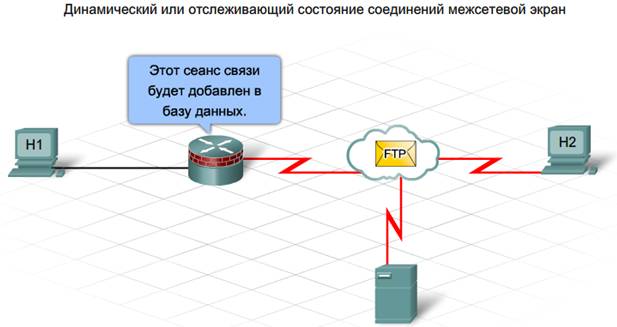 Динамический или отслеживающий состояние соединений межсетевой экран
Этот сеанс связи
будет добавлен в
базу данных.
H1
FTP
H2